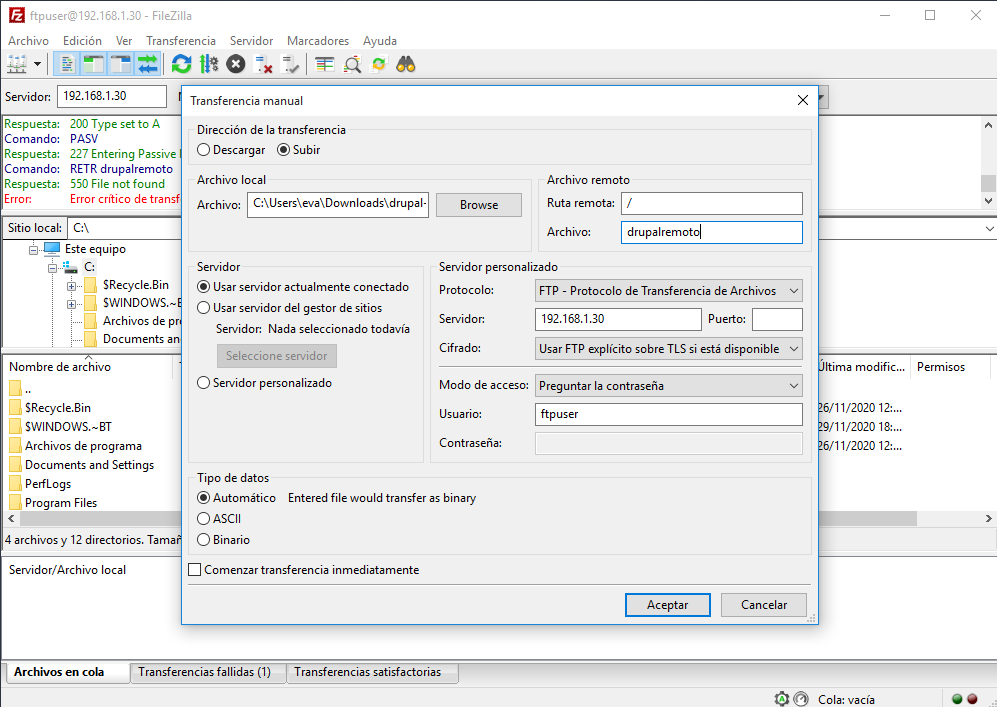 ftpuser@192.168.1.30 - FileZilla
Archivo Edición Ver Transferencia Servidor Marcadores Ayuda
Servidor: 192.168.1.30
Respuesta: 200 Type set to A
Comando: PASV
Respuesta: 227 Entering Passive
Comando: RETR drupalremoto
Respuesta: 550 File not found
Error: Error crítico de transf
Sitio local: C:\
Este equipo
C:
$Recycle.Bin
$WINDOWS.~B
Archivos de pr
Documents an
Nombre de archivo
..
$Recycle.Bin
$WINDOWS.~BT
Archivos de programa
Documents and Settings
PerfLogs
Program Files
4 archivos y 12 directorios. Tamañ
Servidor/Archivo local
Transferencia manual
Dirección de la transferencia
Descargar Subir
Archivo local
Archivo: C:\Users\eva\Downloads\drupal- Browse
Archivo remoto
Ruta remota: /
Archivo: drupalremoto
Servidor
Usar servidor actualmente conectado
Usar servidor del gestor de sitios
Servidor: Nada seleccionado todavía
Seleccione servidor
Servidor personalizado
Servidor personalizado
Protocolo: FTP - Protocolo de Transferencia de Archivos
Servidor: 192.168.1.30 Puerto:
Cifrado: Usar FTP explícito sobre TLS si está disponible
Modo de acceso: Preguntar la contraseña
Usuario: ftpuser
Contraseña:
Tipo de datos
Automático Entered file would transfer as binary
ASCII
Binario
Comenzar transferencia inmediatamente
Aceptar Cancelar
Última modific... Permisos
26/11/2020 12:...
29/11/2020 18:...
26/11/2020 12:...
Archivos en cola Transferencias fallidas (1) Transferencias satisfactorias
Cola: vacía